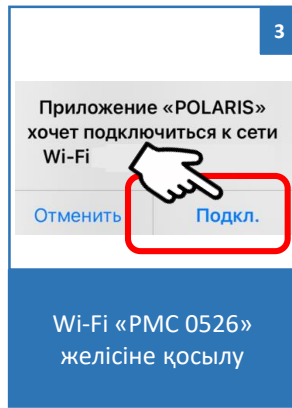 3
Приложение «POLARIS»
хочет подключиться к сети
Wi-Fi
Отменить
Подкл.
Wi-Fi «PMC 0526»
желісіне қосылу